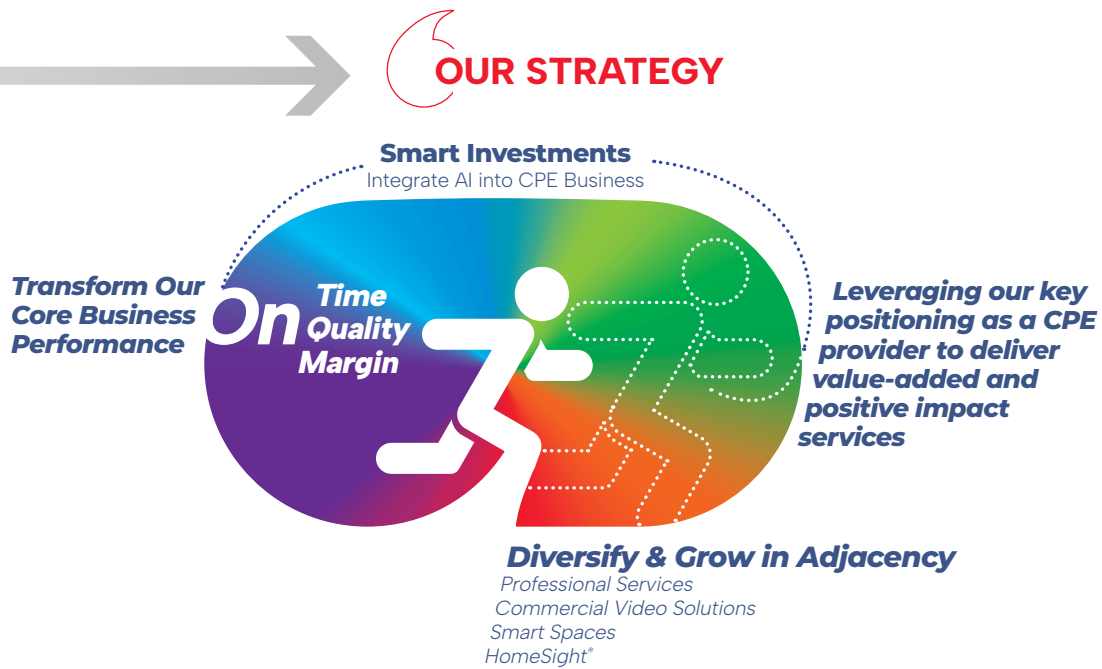 OUR STRATEGY
Smart Investments
Integrate AI into CPE Business
Transform Our
Core Business
Performance
On
Time
Quality
Margin
Leveraging our key
positioning as a CPE
provider to deliver
value-added and
positive impact
services
Diversify & Grow in Adjacency
Professional Services
Commercial Video Solutions
Smart Spaces
HomeSight®